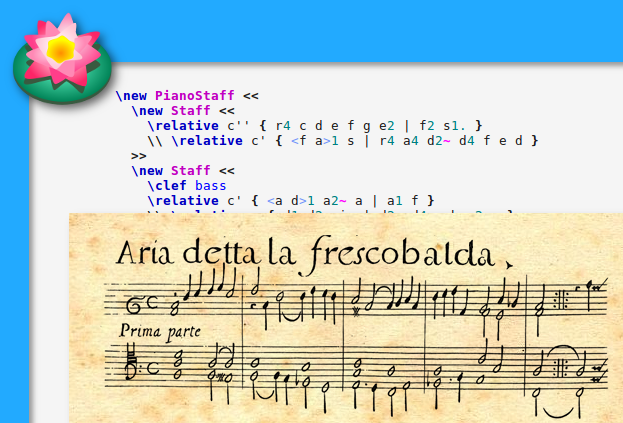 \new PianoStaff <<
\new Staff <<
\relative c'' { r4 c d e f g e2 | f2 s1. }
\\ \relative c' { <f a>1 s | r4 a4 d2~ d4 f e d }
>>
\new Staff <<
\clef bass
\relative c' { <a d>1 a2~ a | a1 f }
Aria detta la frescobalda.
Prima parte